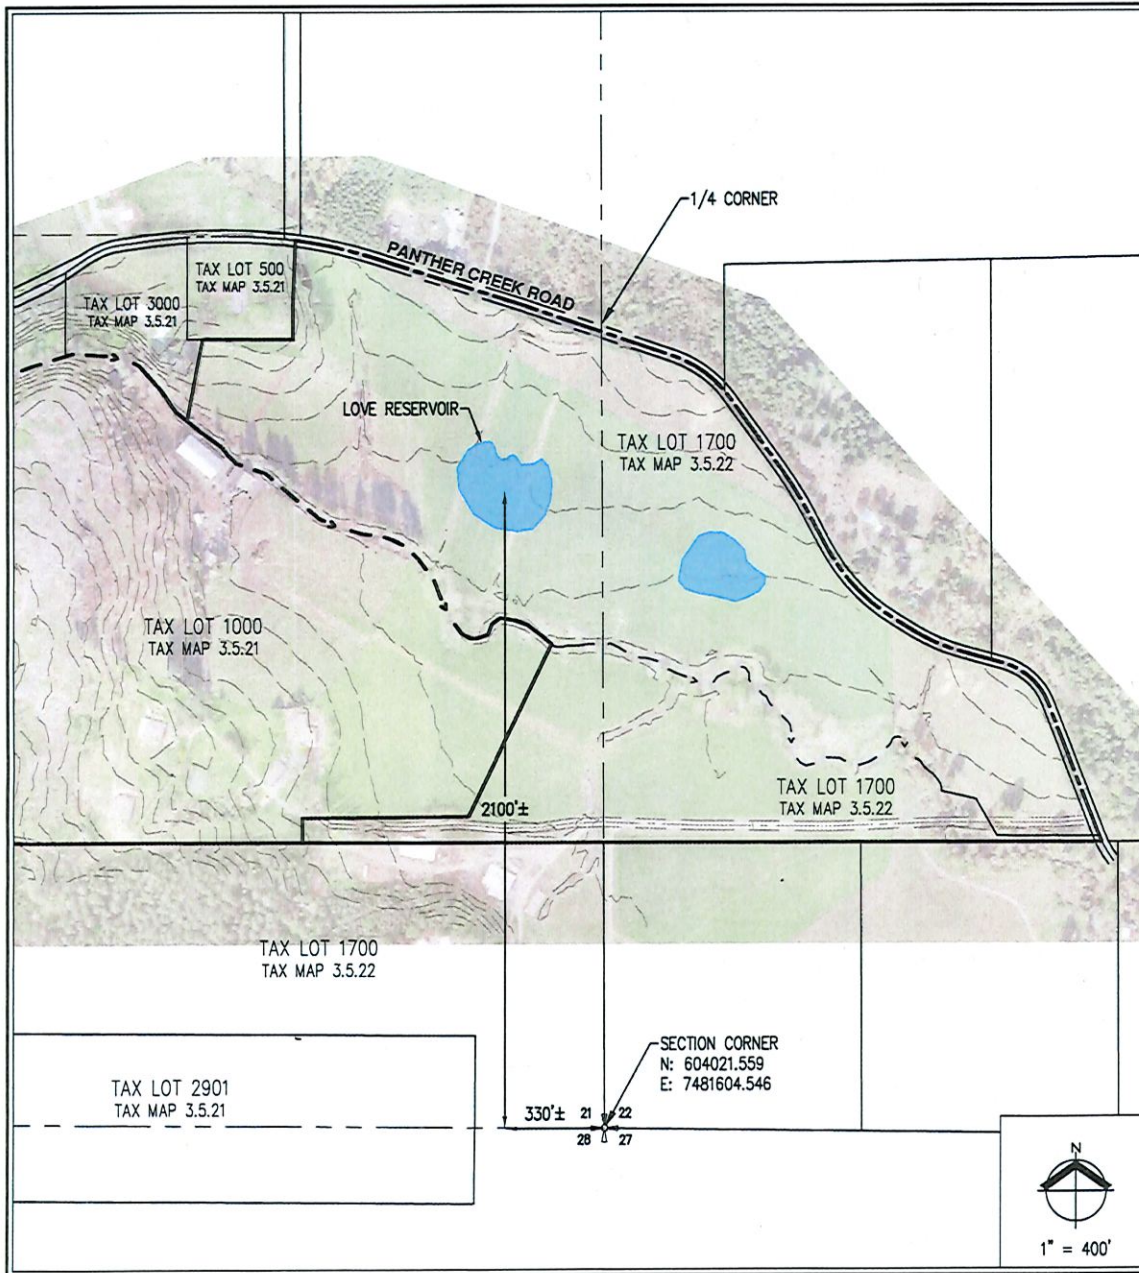 1/4 CORNER
PANTHER CREEK ROAD
TAX LOT 500
TAX MAP 3.5.21
TAX LOT 3000
TAX MAP 3.5.21
LOVE RESERVOIR
TAX LOT 1700
TAX MAP 3.5.22
TAX LOT 1000
TAX MAP 3.5.21
TAX LOT 1700
TAX MAP 3.5.22
2100'±
TAX LOT 1700
TAX MAP 3.5.22
SECTION CORNER
N: 604021.559
E: 7481604.546
TAX LOT 2901
TAX MAP 3.5.21
330'±
21 22
28 27
N
1" = 400'